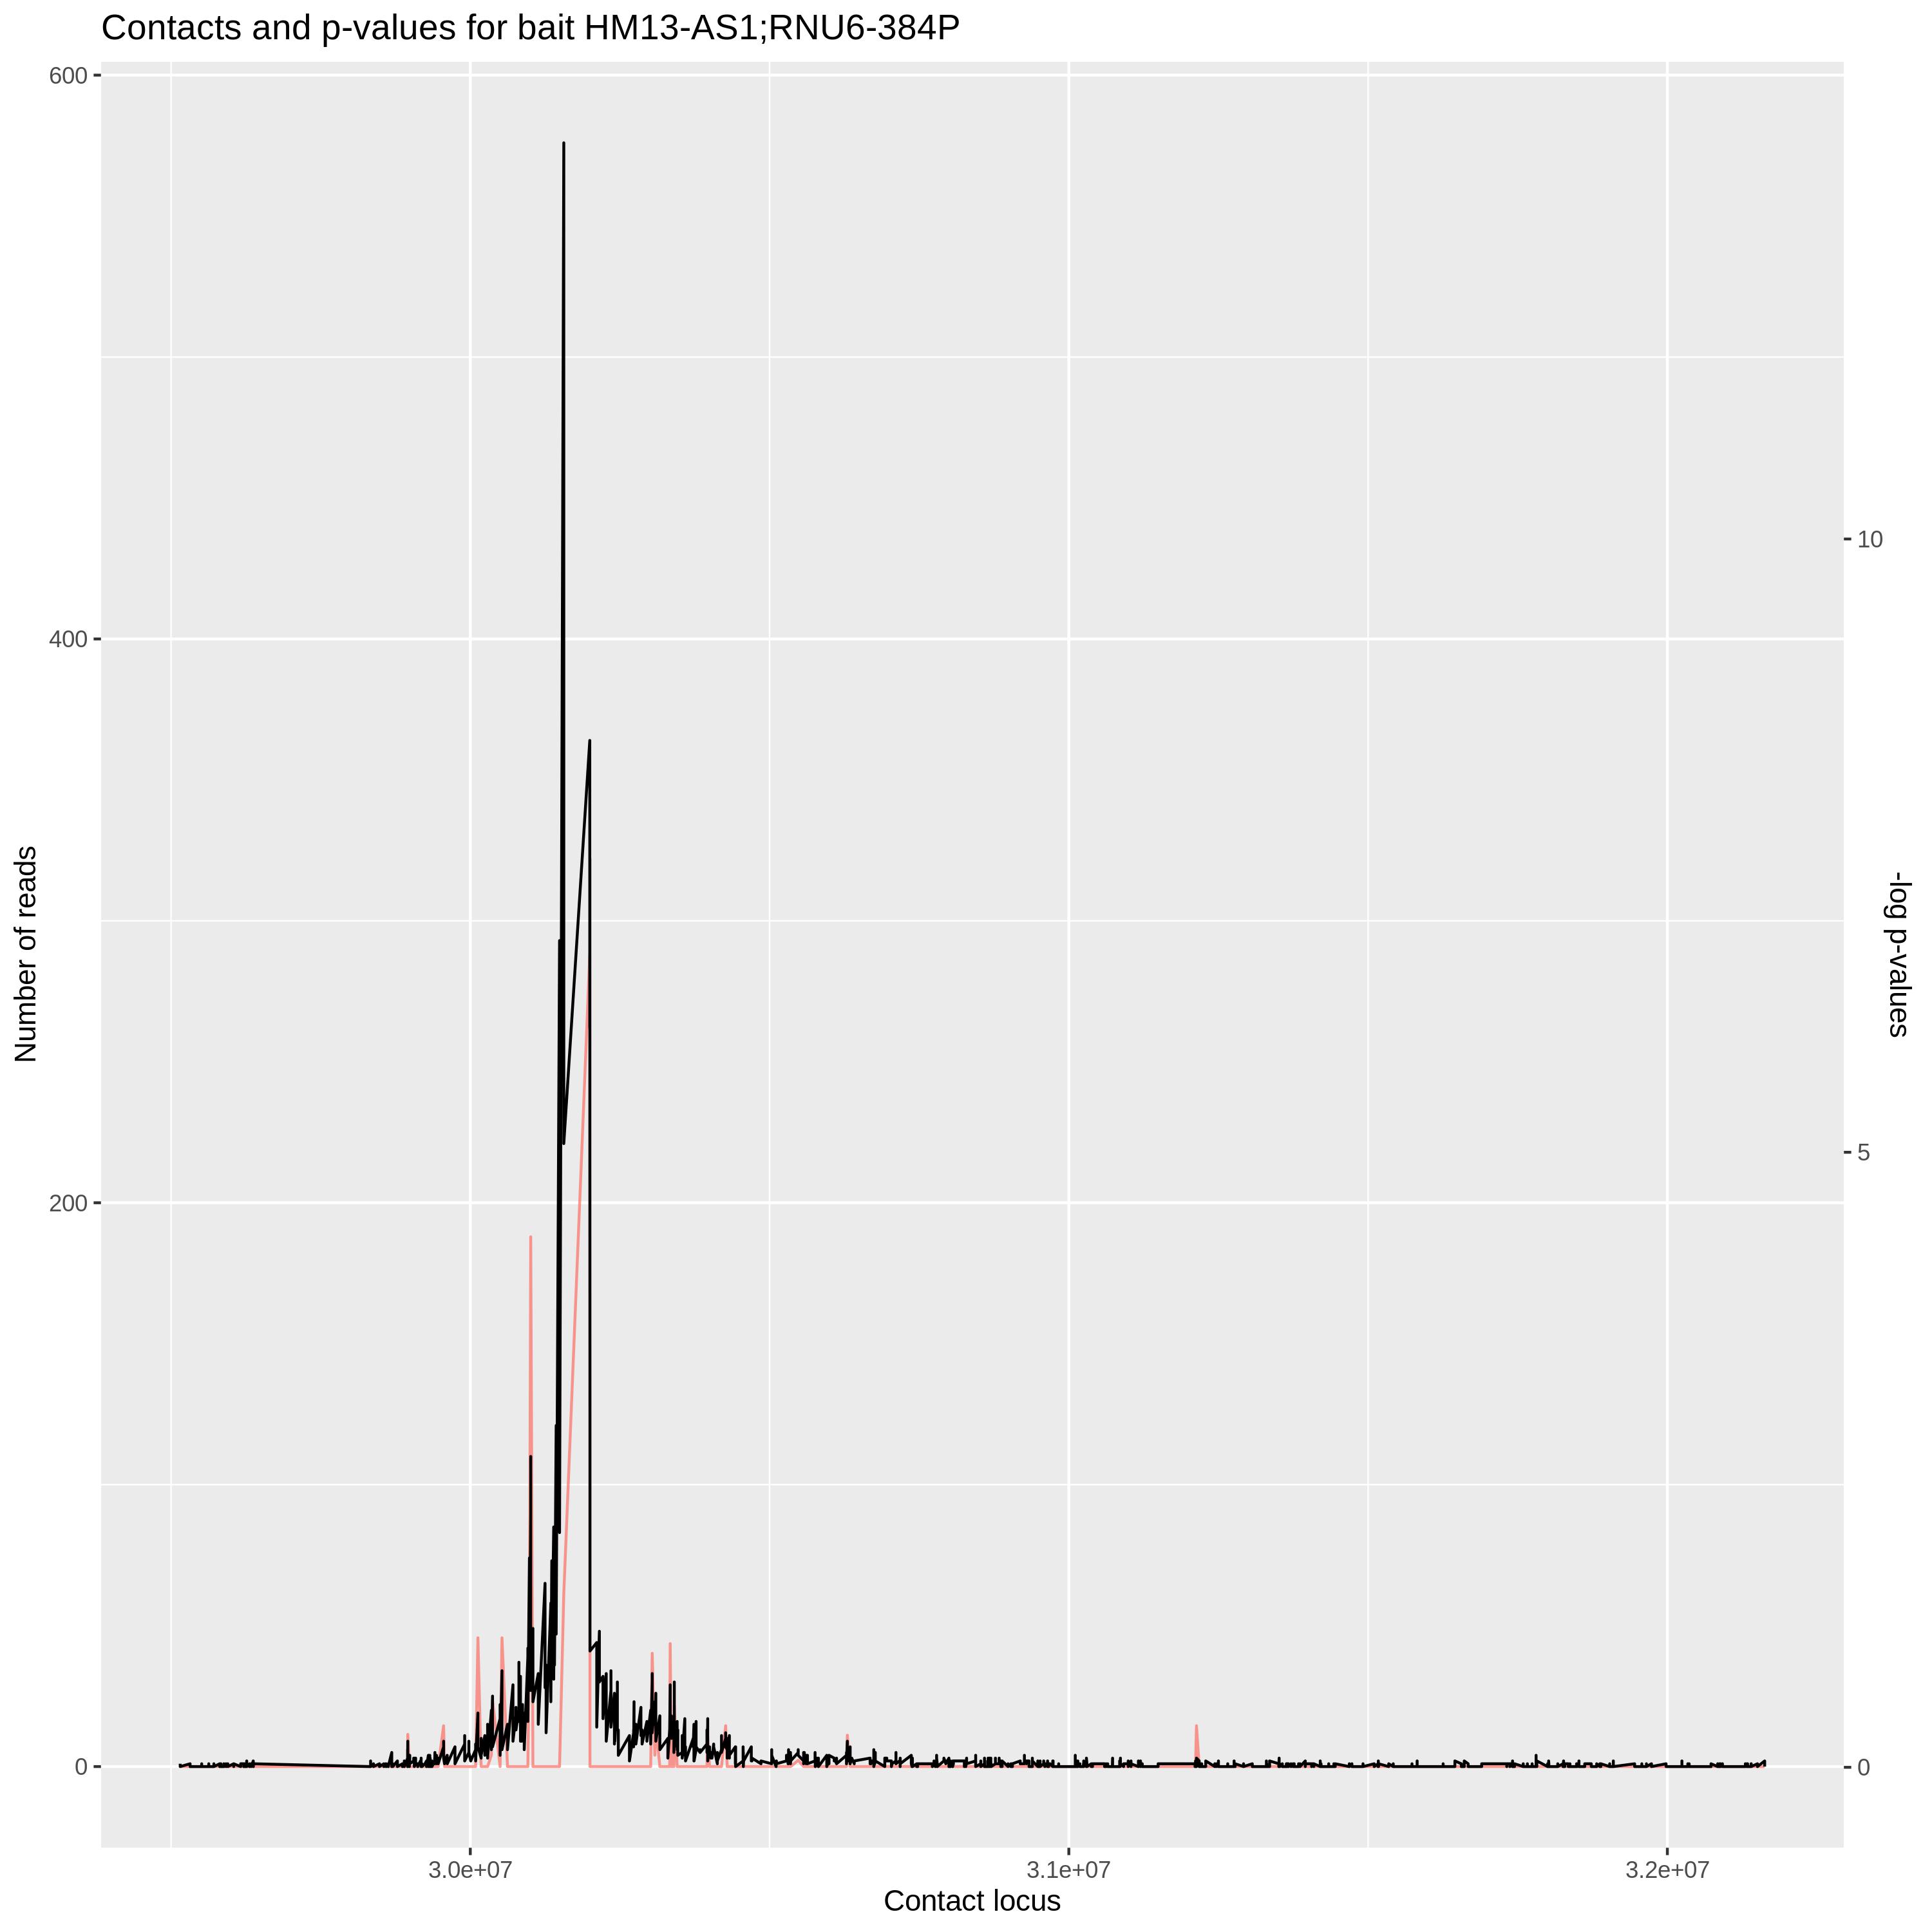 Contacts and p-values for bait HM13-AS1;RNU6-384P
600
400
200
0
Number of reads
10
5
0
-log p-values
3.0e+07
3.1e+07
3.2e+07
Contact locus